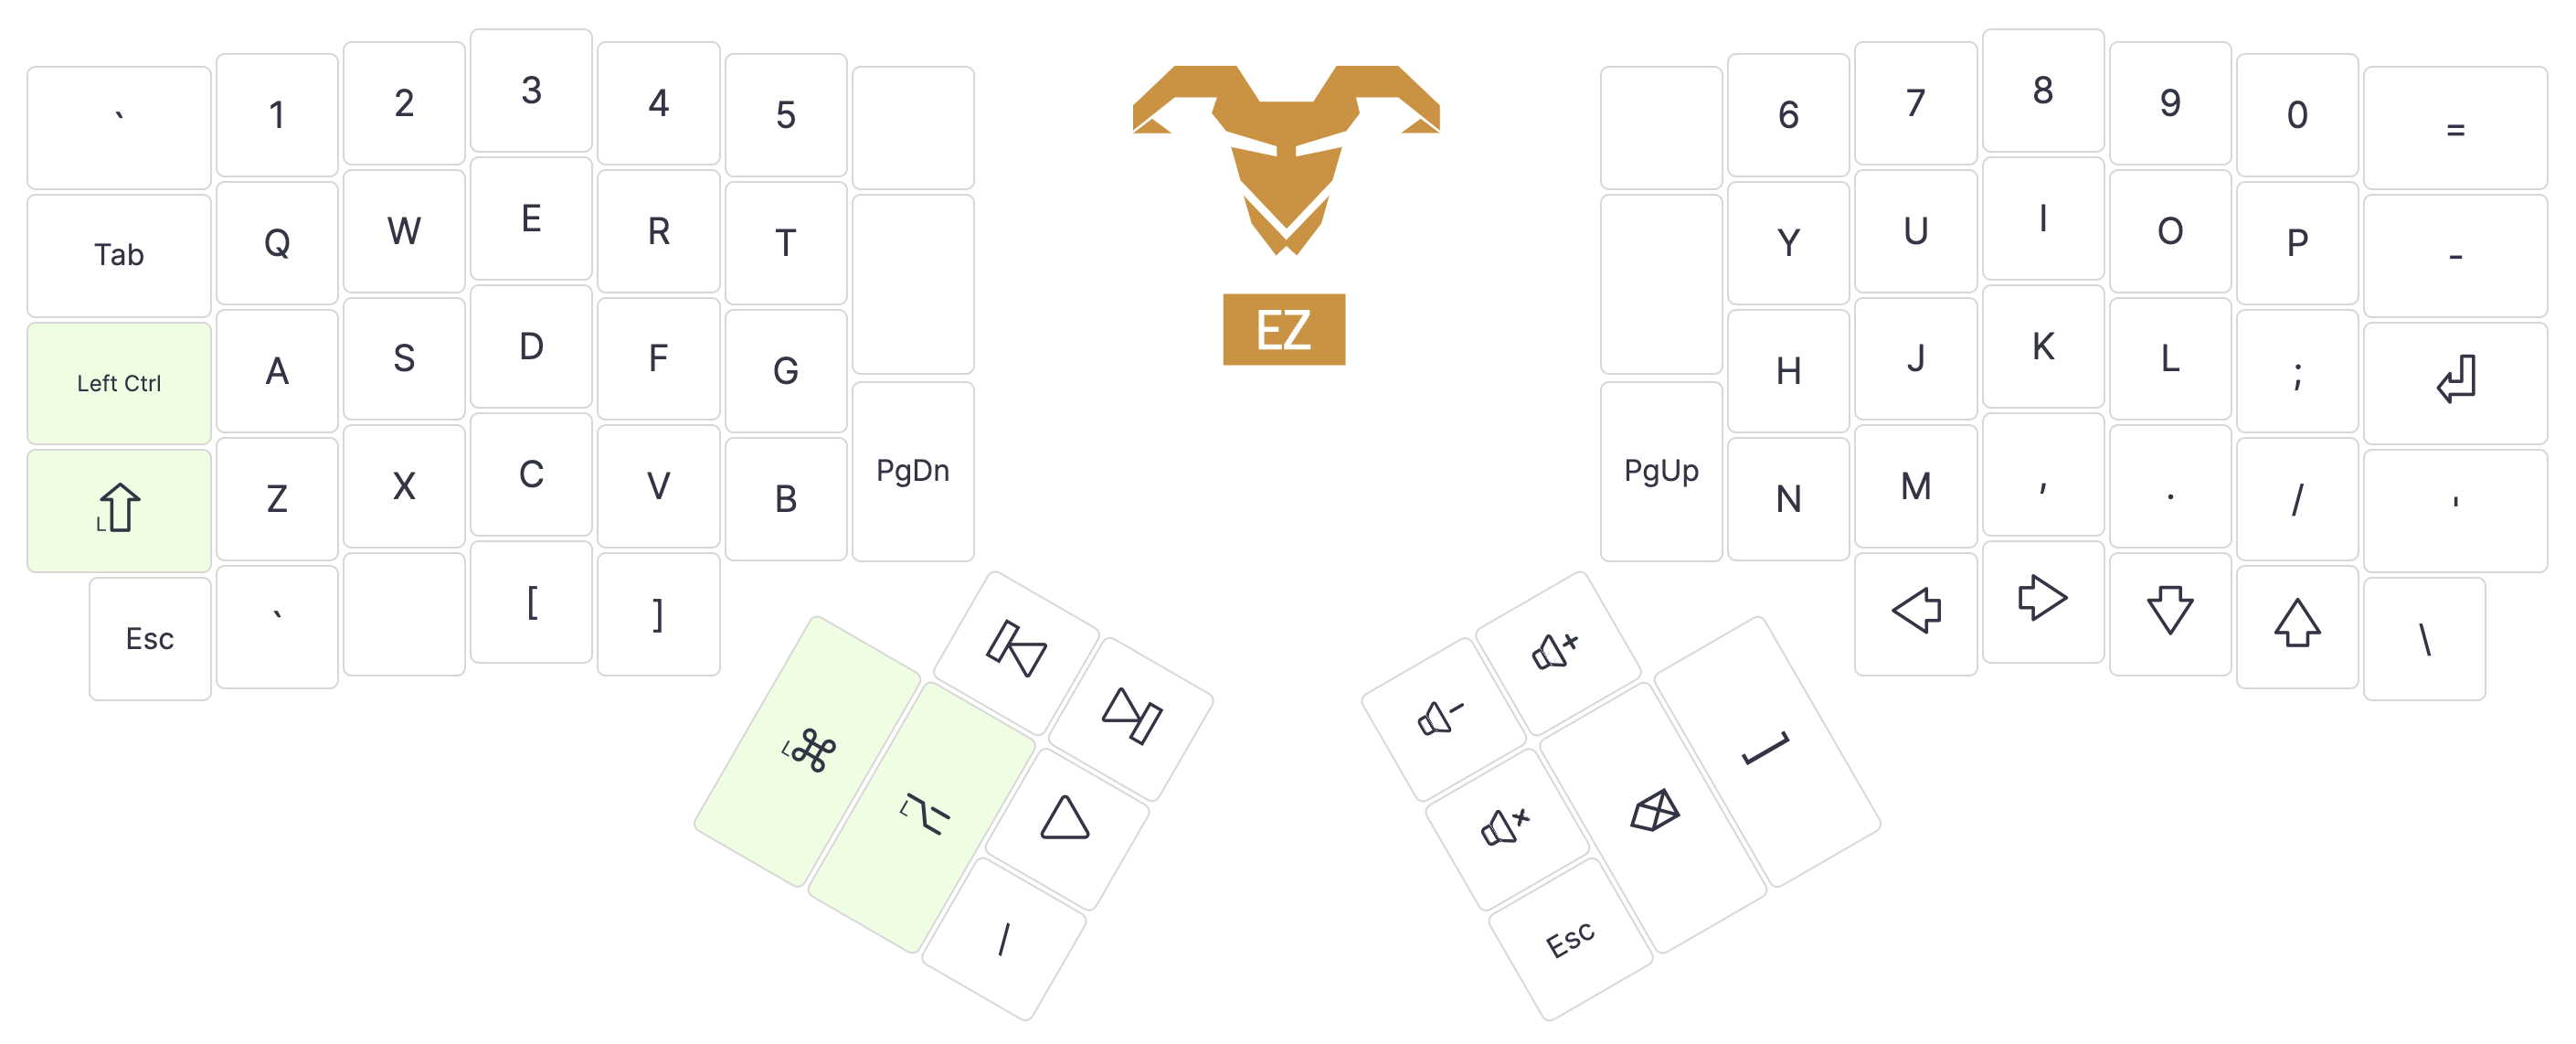 ` 1 2 3 4 5 6 7 8 9 0 =
Tab Q W E R T Y U I O P -
Left Ctrl A S D F G H J K L ;
L Z X C V B PgDn PgUp N M , . / '
Esc ` [ ] \
L
L
/
Esc
EZ